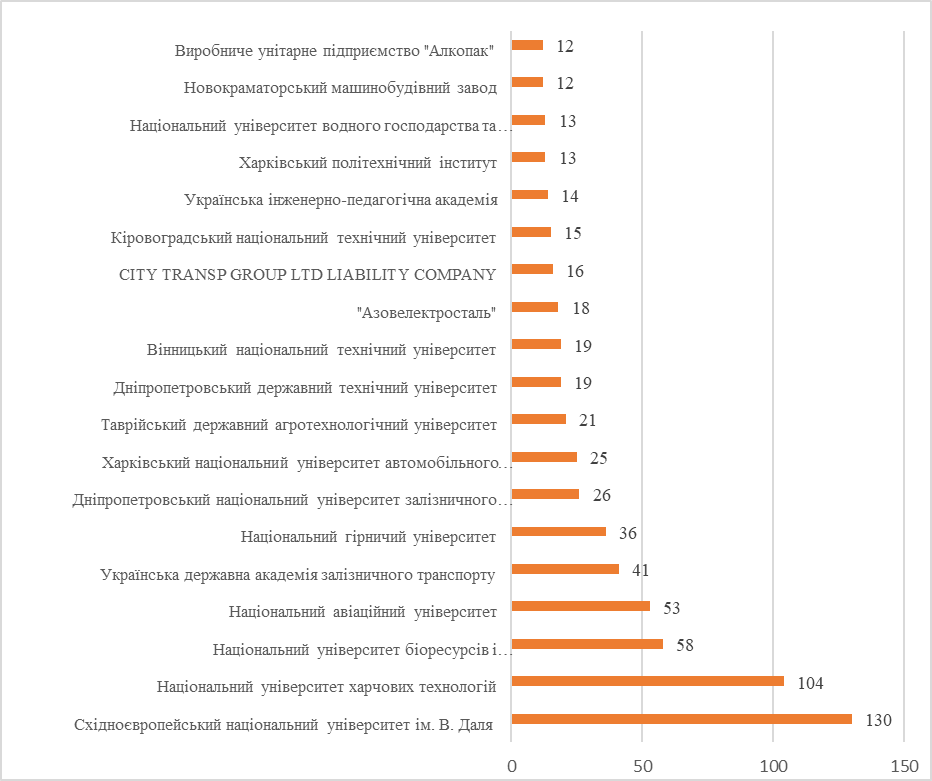 Виробниче унітарне підприємство "Алкопак" 12
Новокраматорський машинобудівний завод 12
Національний університет водного господарства та… 13
Харківський політехнічний інститут 13
Українська інженерно-педагогічна академія 14
Кіровоградський національний технічний університет 15
CITY TRANSP GROUP LTD LIABILITY COMPANY 16
"Азовелектросталь" 18
Вінницький національний технічний університет 19
Дніпропетровський державний технічний університет 19
Таврійський державний агротехнологічний університет 21
Харківський національний університет автомобільного… 25
Дніпропетровський національний університет залізничного… 26
Національний гірничий університет 36
Українська державна академія залізничного транспорту 41
Національний авіаційний університет 53
Національний університет біоресурсів і… 58
Національний університет харчових технологій 104
Східноєвропейський національний університет ім. В. Даля 130
0 50 100 150